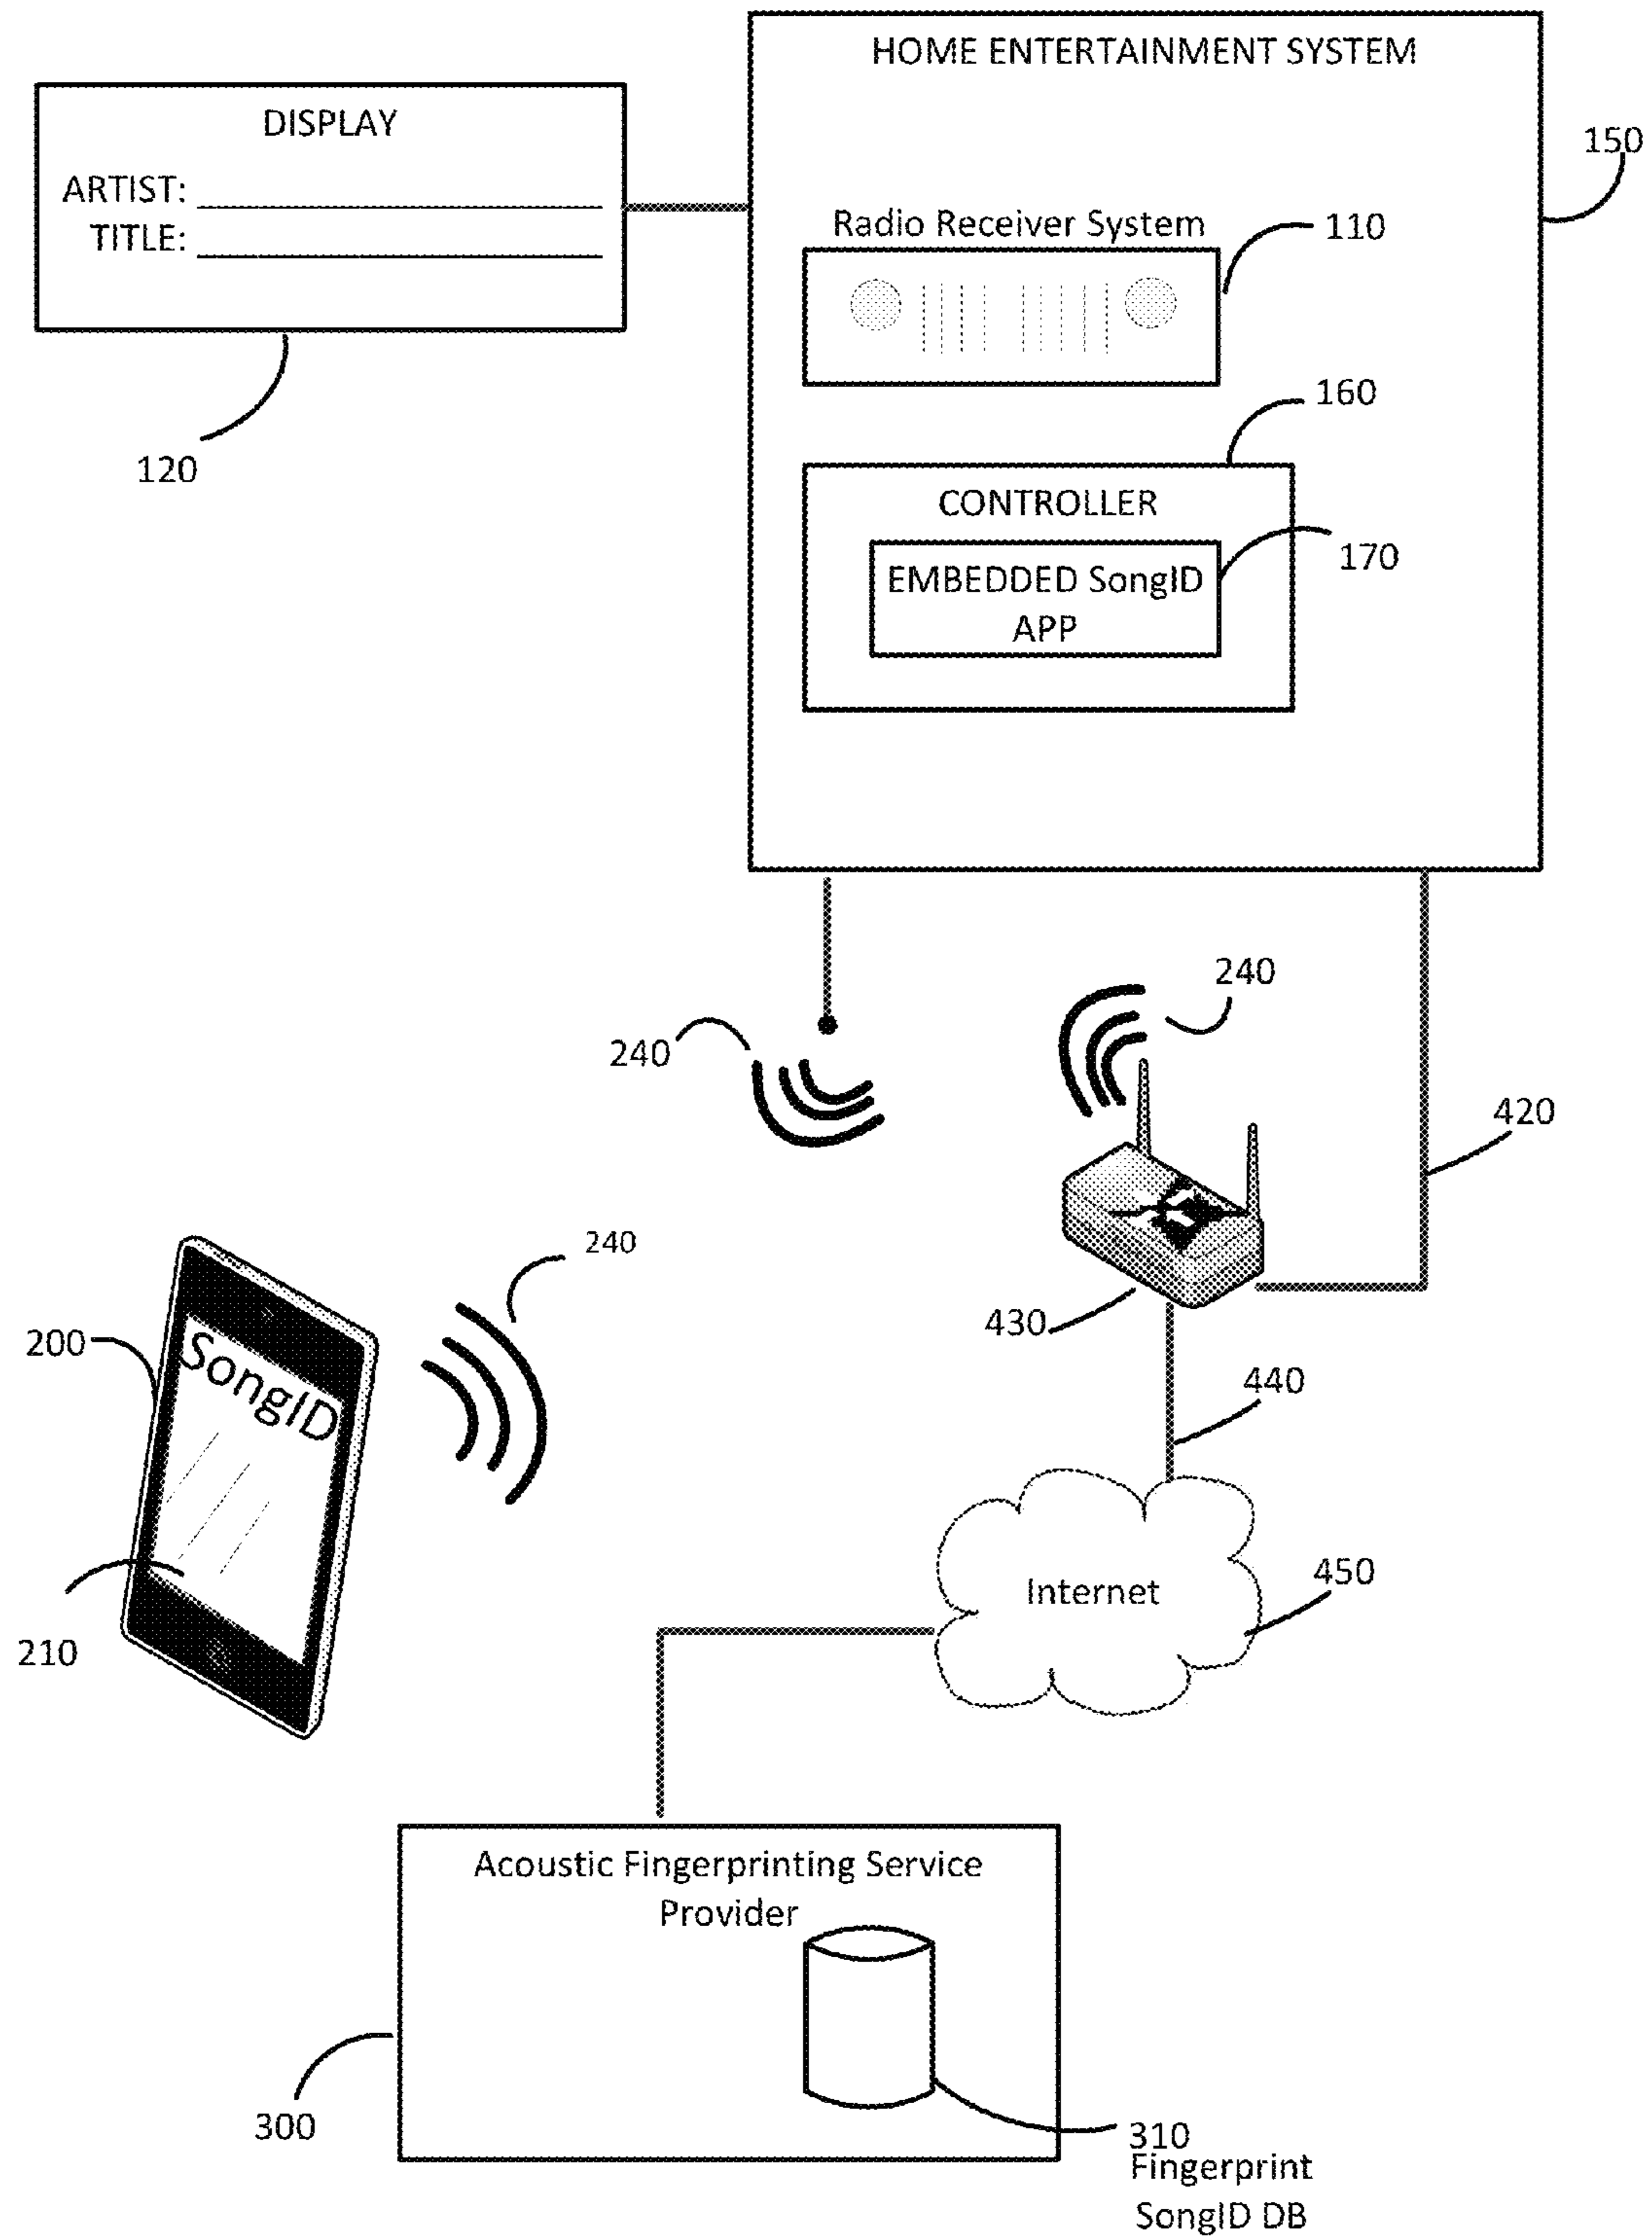 HOME ENTERTAINMENT SYSTEM
DISPLAY
150
ARTIST:
TITLE:
Radio Receiver System
110
160
120
CONTROLLER
170
EMBEDDED SongID
APP
240
240
420
240
200
SongID
430
440
450
Internet
210
Acoustic Fingerprinting Service
Provider
300
310
Fingerprint
SongID DB